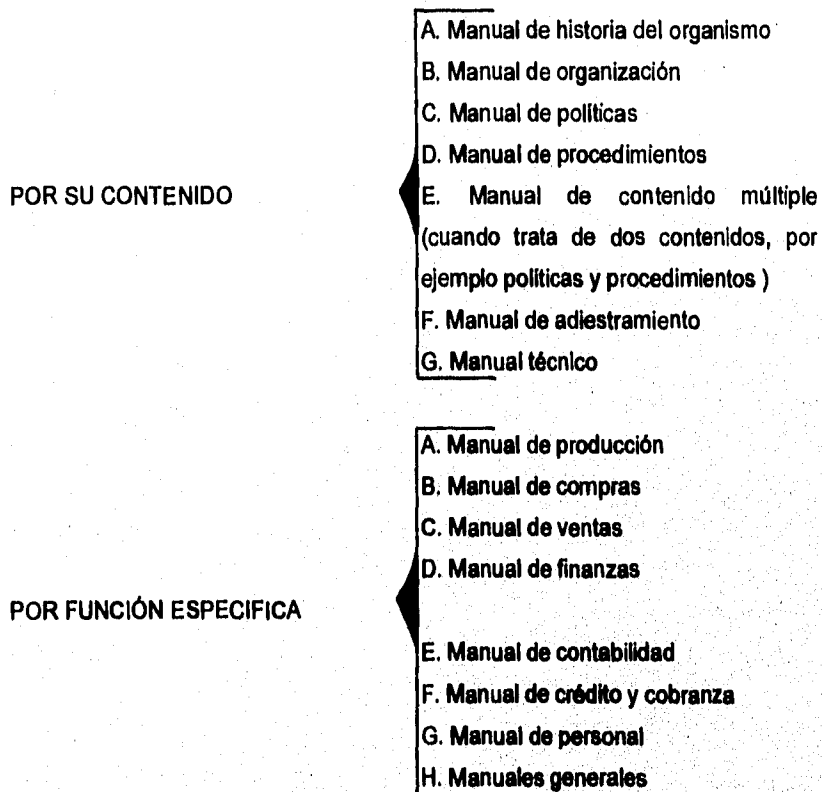 A. Manual de historia del organismo
B. Manual de organización
C. Manual de políticas
D. Manual de procedimientos
POR SU CONTENIDO
E. Manual de contenido múltiple
(cuando trata de dos contenidos, por
ejemplo políticas y procedimientos )
F. Manual de adiestramiento
G. Manual técnico
A. Manual de producción
B. Manual de compras
C. Manual de ventas
D. Manual de finanzas
POR FUNCIÓN ESPECIFICA
E. Manual de contabilidad
F. Manual de crédito y cobranza
G. Manual de personal
H. Manuales generales